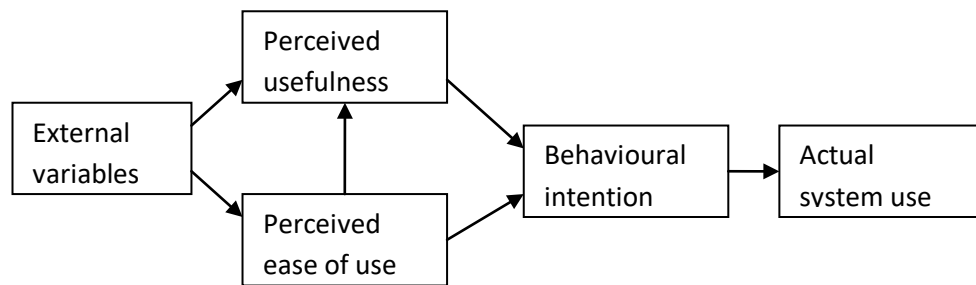 Perceived
usefulness
External
variables
Behavioural
intention
Actual
system use
Perceived
ease of use